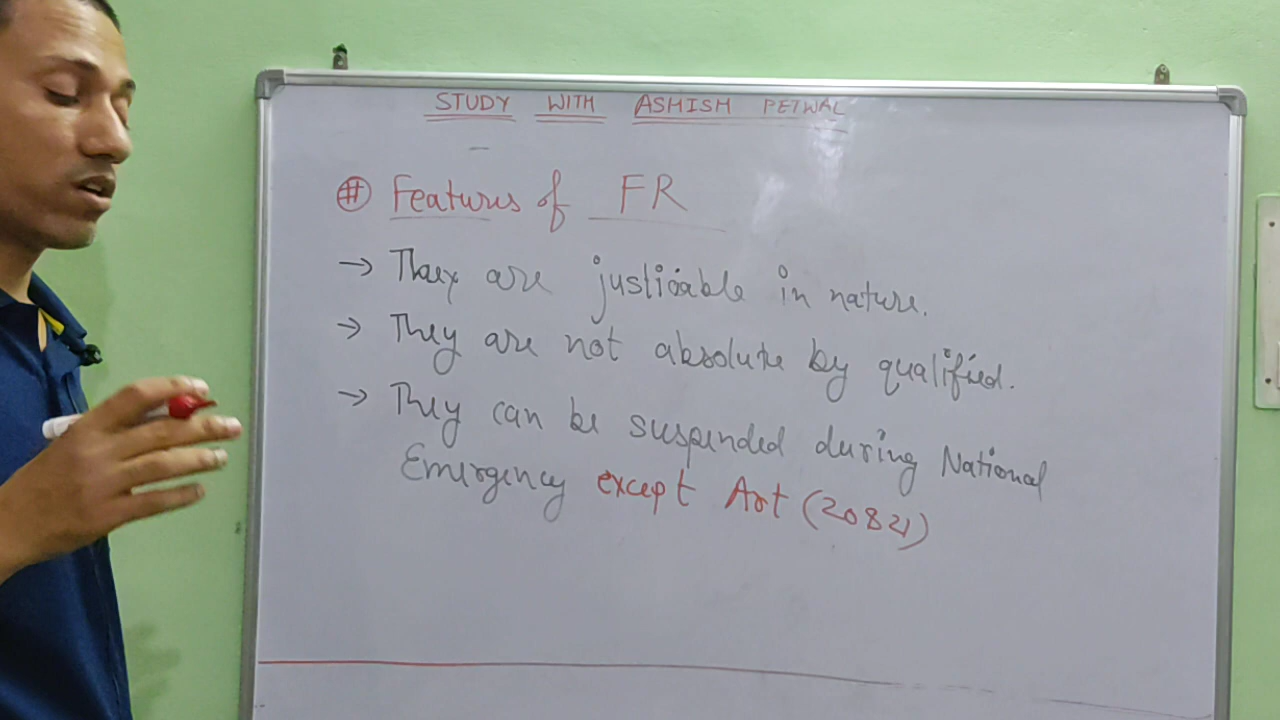 STUDY WITH ASHISH PETWAL
# Features of FR
→ They are justiciable in nature.
→ They are not absolute by qualified.
→ They can be suspended during National
Emergency except Art (20&21)